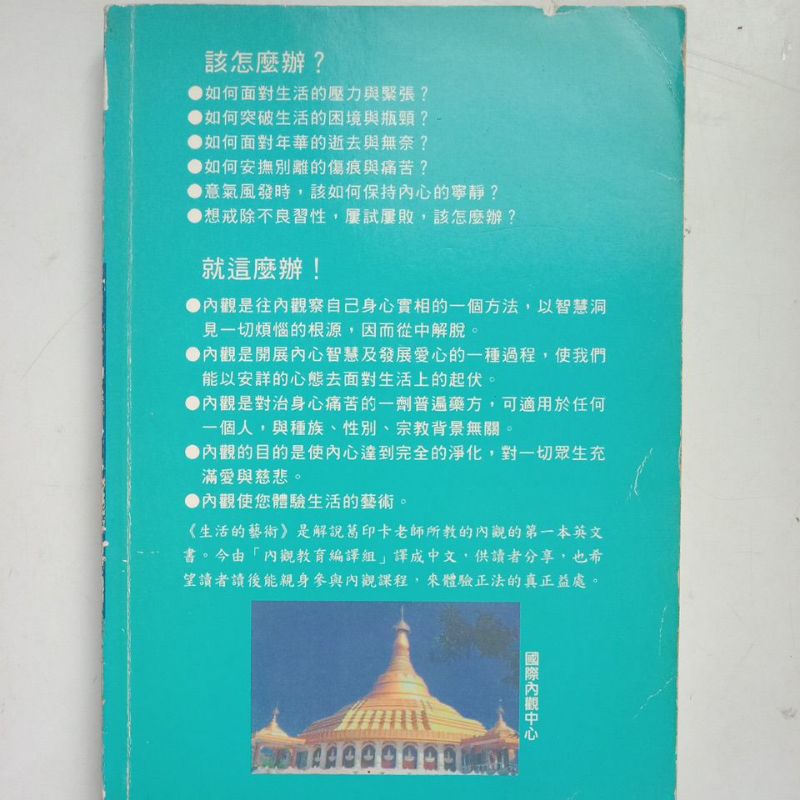 該怎麼辦？
●如何面對生活的壓力與緊張？
●如何突破生活的困境與瓶頸？
●如何面對年華的逝去與無奈？
●如何安撫別離的傷痕與痛苦？
●意氣風發時，該如何保持內心的寧靜？
●想戒除不良習性，屢試屢敗，該怎麼辦？
就這麼辦！
●內觀是往內觀察自己身心實相的一個方法，以智慧洞
見一切煩惱的根源，因而從中解脫。
●內觀是開展內心智慧及發展愛心的一種過程，使我們
能以安詳的心態去面對生活上的起伏。
●內觀是對治身心痛苦的一劑普遍藥方，可適用於任何
一個人，與種族、性別、宗教背景無關。
●內觀的目的是使內心達到完全的淨化，對一切眾生充
滿愛與慈悲。
●內觀使您體驗生活的藝術。
《生活的藝術》是解說葛印卡老師所教的內觀的第一本英文
書。今由「內觀教育編譯組」譯成中文，供讀者分享，也希
望讀者讀後能親身參與內觀課程，來體驗正法的真正益處。
國際內觀中心